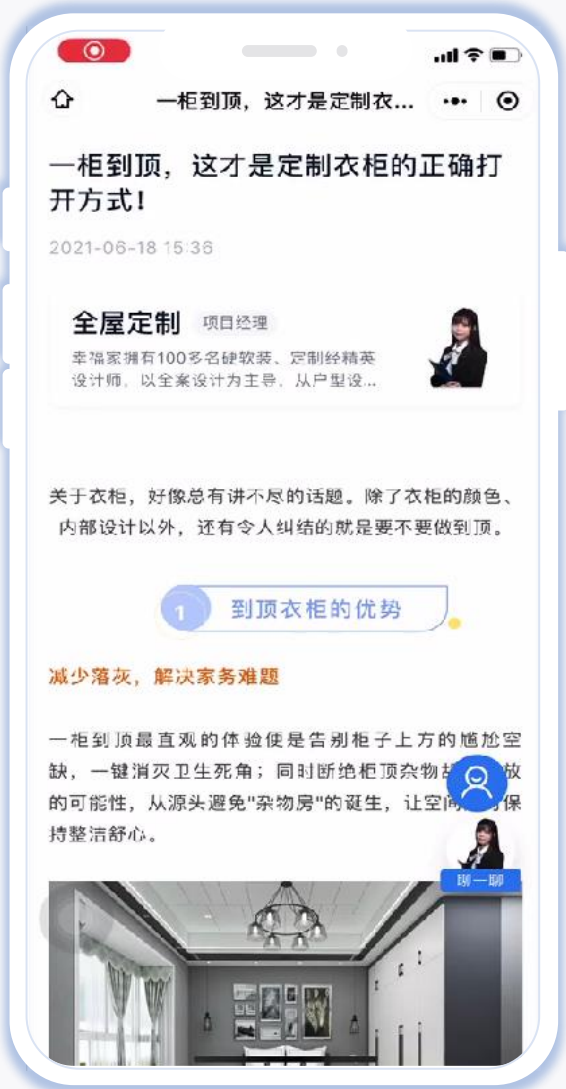 一柜到顶，这才是定制衣...
一柜到顶，这才是定制衣柜的正确打
开方式！
2021-06-18 15:36
全屋定制 项目经理
幸福家拥有100多名硬软装、定制经精英
设计师，以全案设计为主导，从户型设...
关于衣柜，好像总有讲不尽的话题。除了衣柜的颜色、
内部设计以外，还有令人纠结的就是要不要做到顶。
1 到顶衣柜的优势
减少落灰，解决家务难题
一柜到顶最直观的体验便是告别柜子上方的尴尬空
缺，一键消灭卫生死角；同时断绝柜顶杂物 放
的可能性，从源头避免"杂物房"的诞生，让空 保
持整洁舒心。
聊一聊